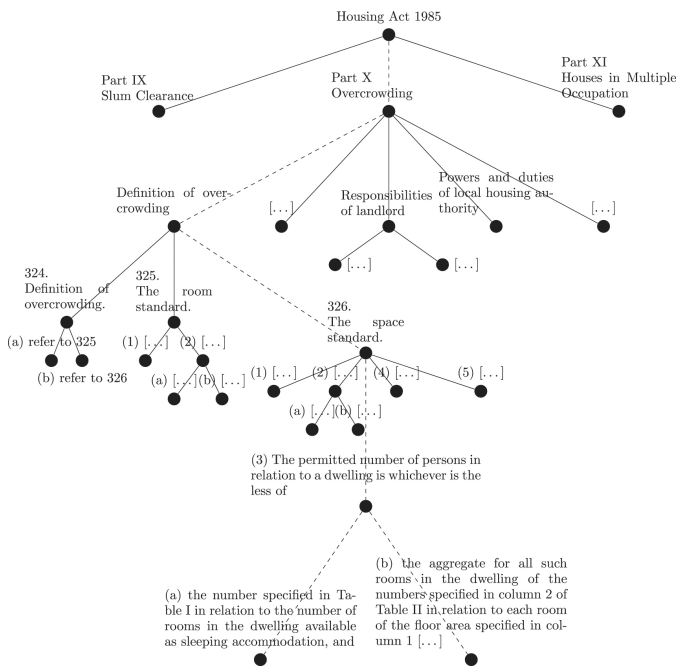 Housing Act 1985
Part IX
Slum Clearance
Part X
Overcrowding
Part XI
Houses in Multiple
Occupation
Definition of over-
crowding
[...]
Responsibilities
of landlord
Powers and duties
of local housing au-
thority
[...]
[...]
[...]
324.
Definition of
overcrowding.
325.
The room
standard.
326.
The space
standard.
(a) refer to 325
(b) refer to 326
(1) [...]
(2) [...]
(a) [...]
(b) [...]
(1) [...]
(2) [...]
(4) [...]
(5) [...]
(a) [...]
(b) [...]
(3) The permitted number of persons in
relation to a dwelling is whichever is the
less of
(a) the number specified in Ta-
ble I in relation to the number of
rooms in the dwelling available
as sleeping accommodation, and
(b) the aggregate for all such
rooms in the dwelling of the
numbers specified in column 2 of
Table II in relation to each room
of the floor area specified in col-
umn 1 [...]